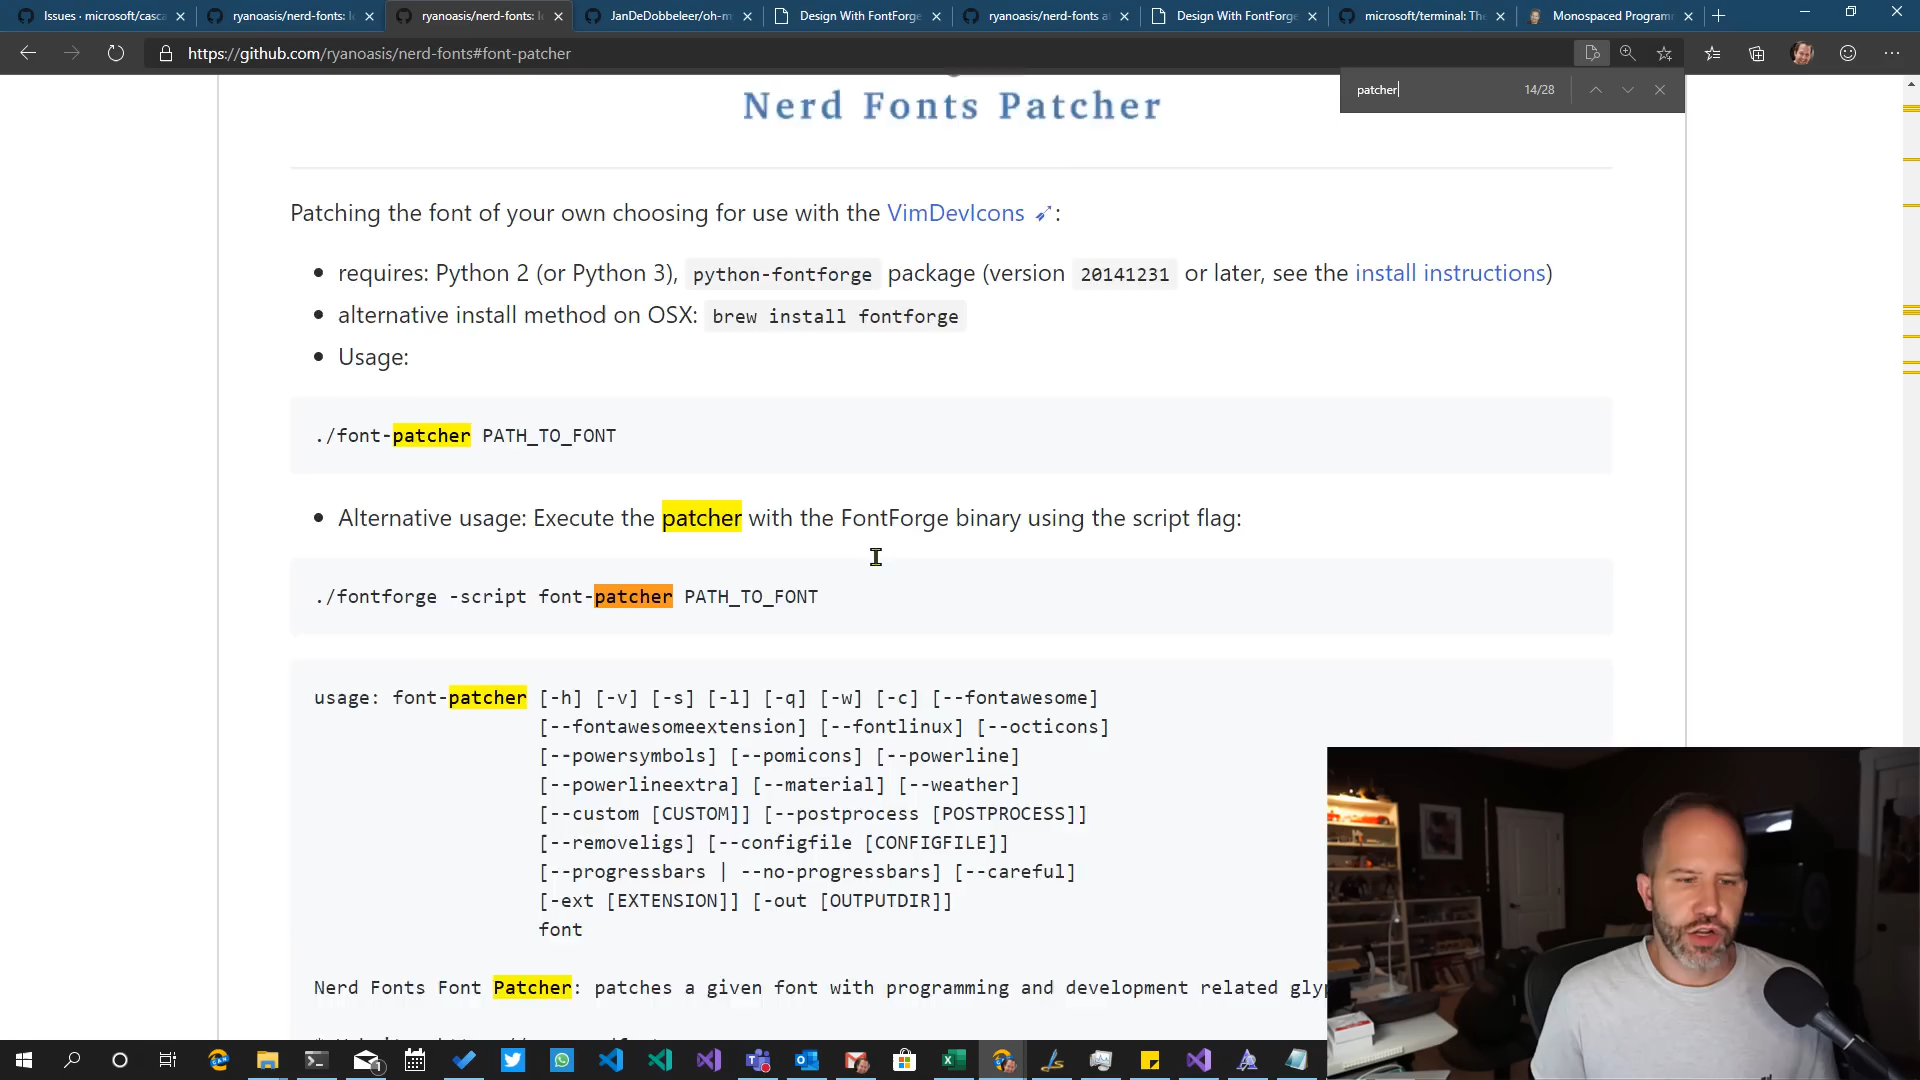 Issues · microsoft/casca
ryanoasis/nerd-fonts: I
ryanoasis/nerd-fonts: I
JanDeDobbeleer/oh-m
Design With FontForge
ryanoasis/nerd-fonts a
Design With FontForge
microsoft/terminal: The
Monospaced Program
https://github.com/ryanoasis/nerd-fonts#font-patcher
patcher
14/28
Nerd Fonts Patcher
Patching the font of your own choosing for use with the VimDevIcons ➶ :
• requires: Python 2 (or Python 3), python-fontforge package (version 20141231 or later, see the install instructions)
• alternative install method on OSX: brew install fontforge
• Usage:
./font-patcher PATH_TO_FONT
• Alternative usage: Execute the patcher with the FontForge binary using the script flag:
./fontforge -script font-patcher PATH_TO_FONT
usage: font-patcher [-h] [-v] [-s] [-l] [-q] [-w] [-c] [--fontawesome]
[--fontawesomeextension] [--fontlinux] [--octicons]
[--powersymbols] [--pomicons] [--powerline]
[--powerlineextra] [--material] [--weather]
[--custom [CUSTOM]] [--postprocess [POSTPROCESS]]
[--removeligs] [--configfile [CONFIGFILE]]
[--progressbars | --no-progressbars] [--careful]
[-ext [EXTENSION]] [-out [OUTPUTDIR]]
font
Nerd Fonts Font Patcher: patches a given font with programming and development related gly